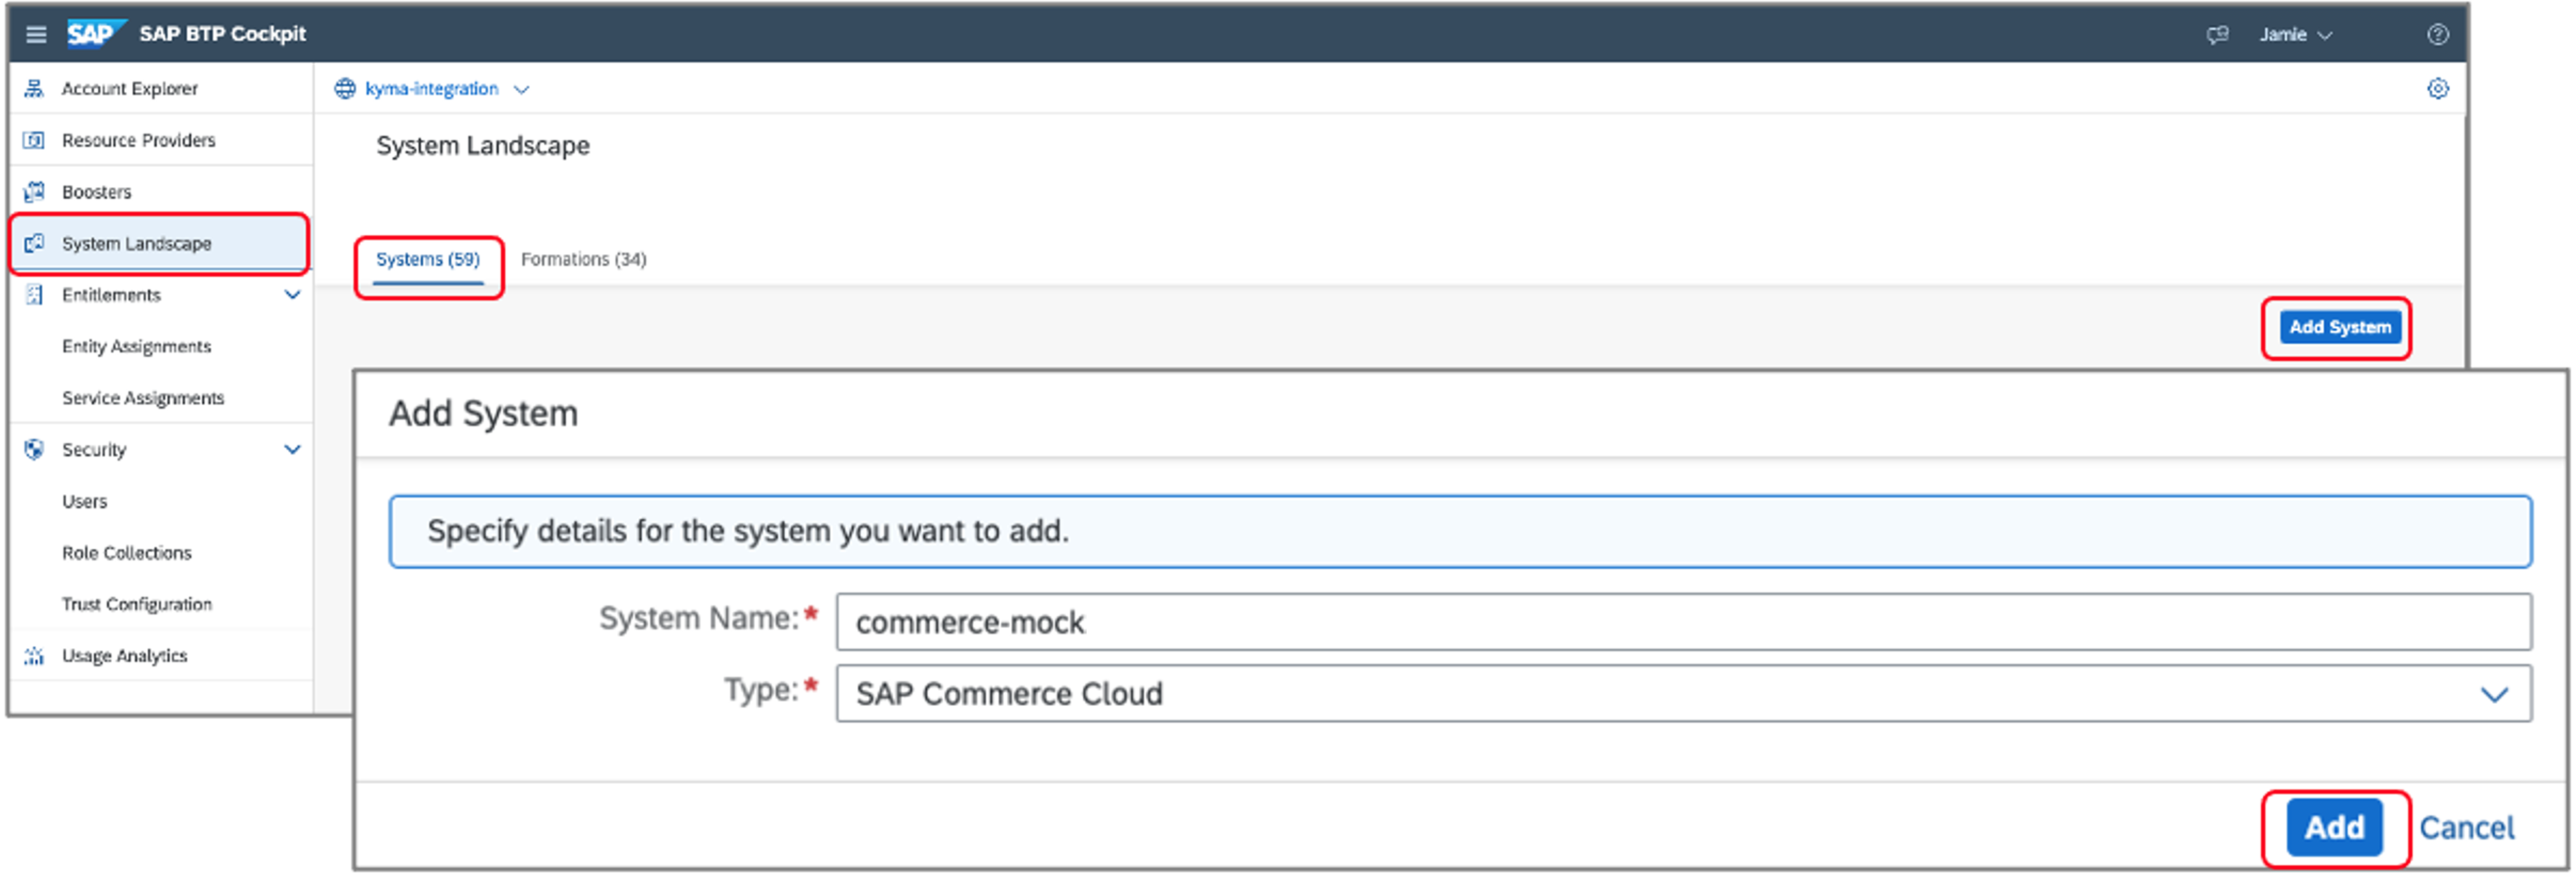 SAP SAP BTP Cockpit
Jamie
Account Explorer
Resource Providers
Boosters
System Landscape
Entitlements
Entity Assignments
Service Assignments
Security
Users
Role Collections
Trust Configuration
Usage Analytics
kyma-integration
System Landscape
Systems (59) Formations (34)
Add System
Add System
Specify details for the system you want to add.
System Name:* commerce-mock
Type:* SAP Commerce Cloud
Add Cancel